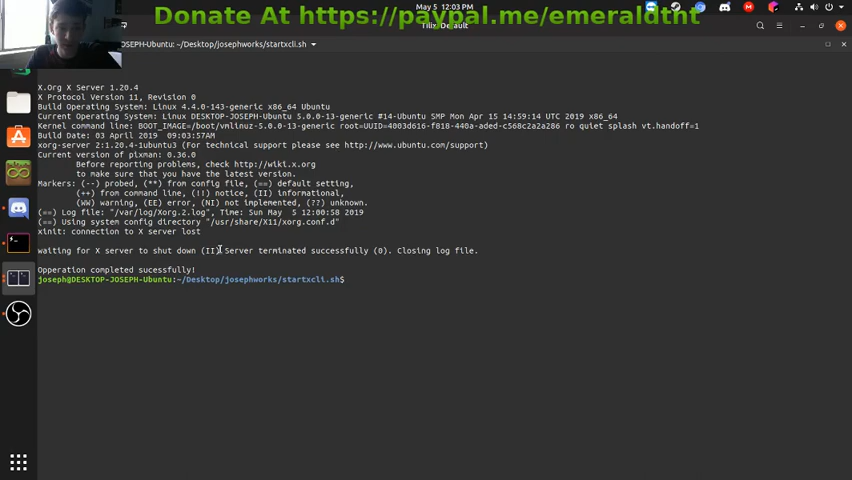 May 5 12:03 PM
Donate At https://paypal.me/emeraldtnt
Tilix: Default
JOSEPH-Ubuntu: ~/Desktop/josephworks/startxcli.sh
X.Org X Server 1.20.4
X Protocol Version 11, Revision 0
Build Operating System: Linux 4.4.0-143-generic x86_64 Ubuntu
Current Operating System: Linux DESKTOP-JOSEPH-UBUNTU 5.0.0-13-generic #14-Ubuntu SMP Mon Apr 15 14:59:14 UTC 2019 x86_64
Kernel command line: BOOT_IMAGE=/boot/vmlinuz-5.0.0-13-generic root=UUID=4003d616-f818-440a-aded-c568c2a2a286 ro quiet splash vt.handoff=1
Build Date: 03 April 2019 09:03:57AM
xorg-server 2:1.20.4-1ubuntu3 (For technical support please see http://www.ubuntu.com/support)
Current version of pixman: 0.36.0
Before reporting problems, check http://wiki.x.org
to make sure that you have the latest version.
Markers: (--) probed, (**) from config file, (==) default setting,
(++) from command line, (!!) notice, (II) informational,
(WW) warning, (EE) error, (NI) not implemented, (??) unknown.
(==) Log file: "/var/log/Xorg.2.log", Time: Sun May 5 12:00:58 2019
(==) Using system config directory "/usr/share/X11/xorg.conf.d"
xinit: connection to X server lost
waiting for X server to shut down (II) Server terminated successfully (0). Closing log file.
Opperation completed sucessfully!
joseph@DESKTOP-JOSEPH-Ubuntu:~/Desktop/josephworks/startxcli.sh$